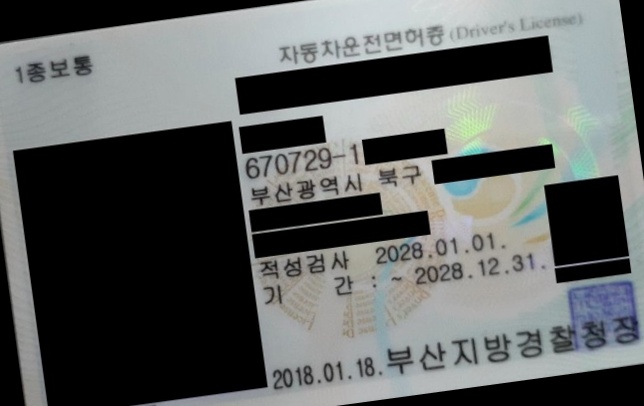 1종보통
자동차운전면허증 (Driver's License)
670729-1
부산광역시 북구
적성검사 2028.01.01.
기 간 : ~ 2028.12.31.
2018.01.18. 부산지방경찰청장